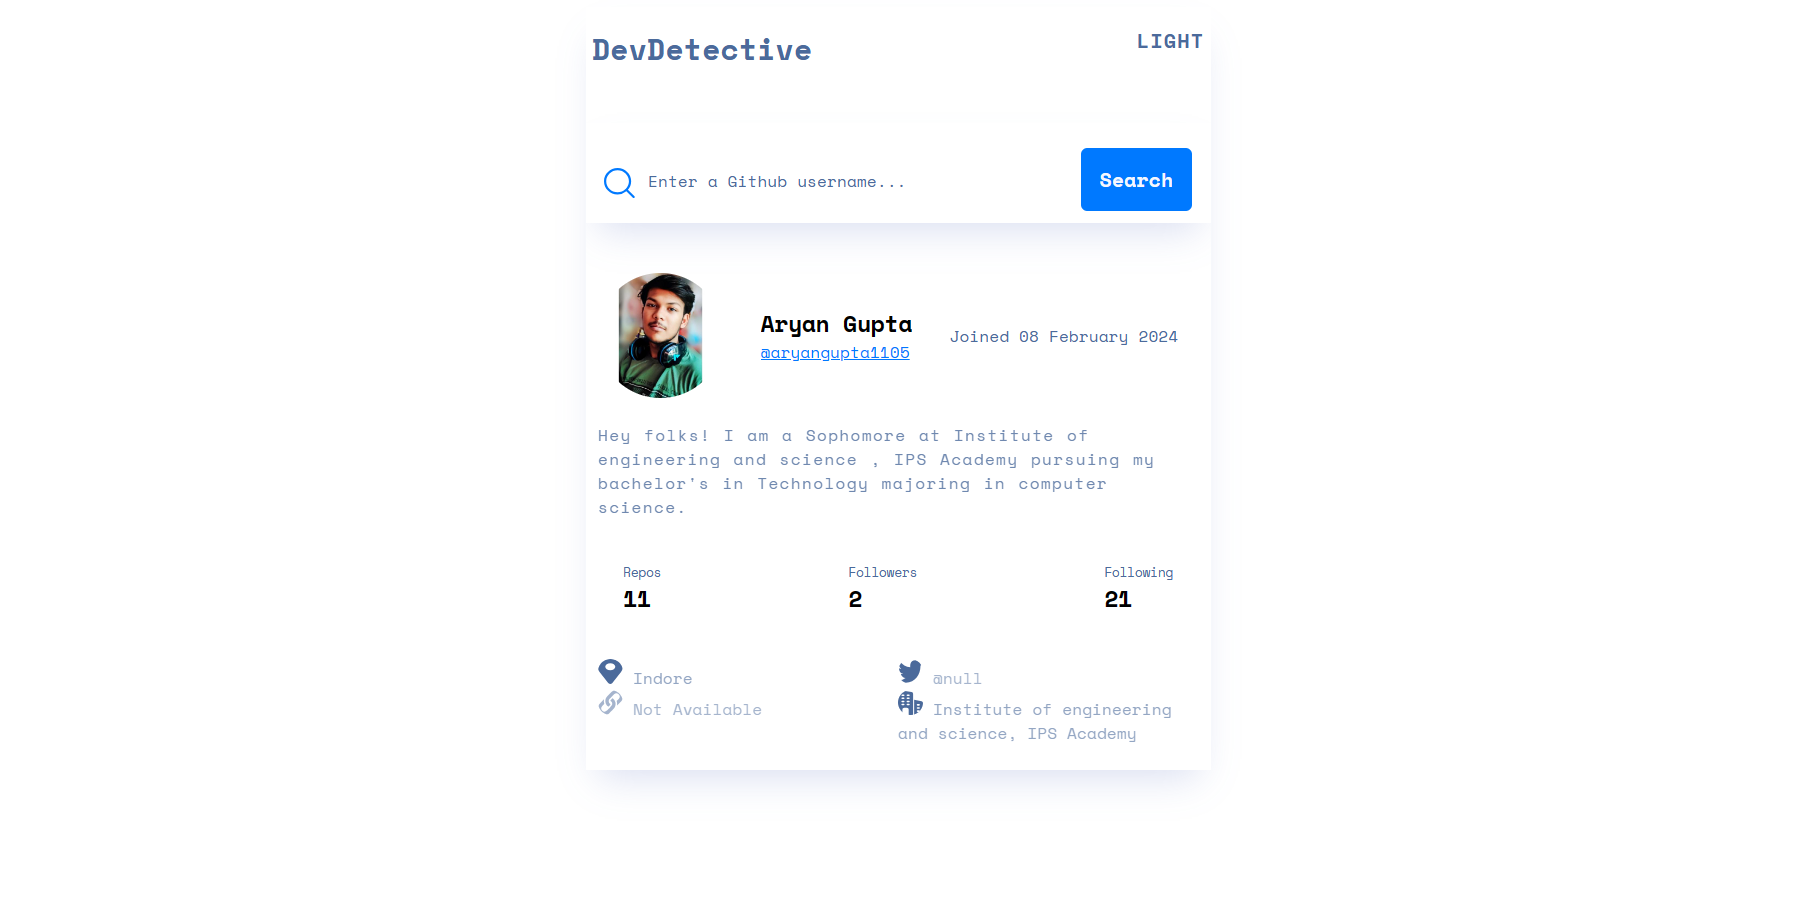 DevDetective
LIGHT
Enter a Github username...
Search
Aryan Gupta
@aryangupta1105
Joined 08 February 2024
Hey folks! I am a Sophomore at Institute of
engineering and science , IPS Academy pursuing my
bachelor's in Technology majoring in computer
science.
Repos
11
Followers
2
Following
21
Indore
@null
Not Available
Institute of engineering
and science, IPS Academy